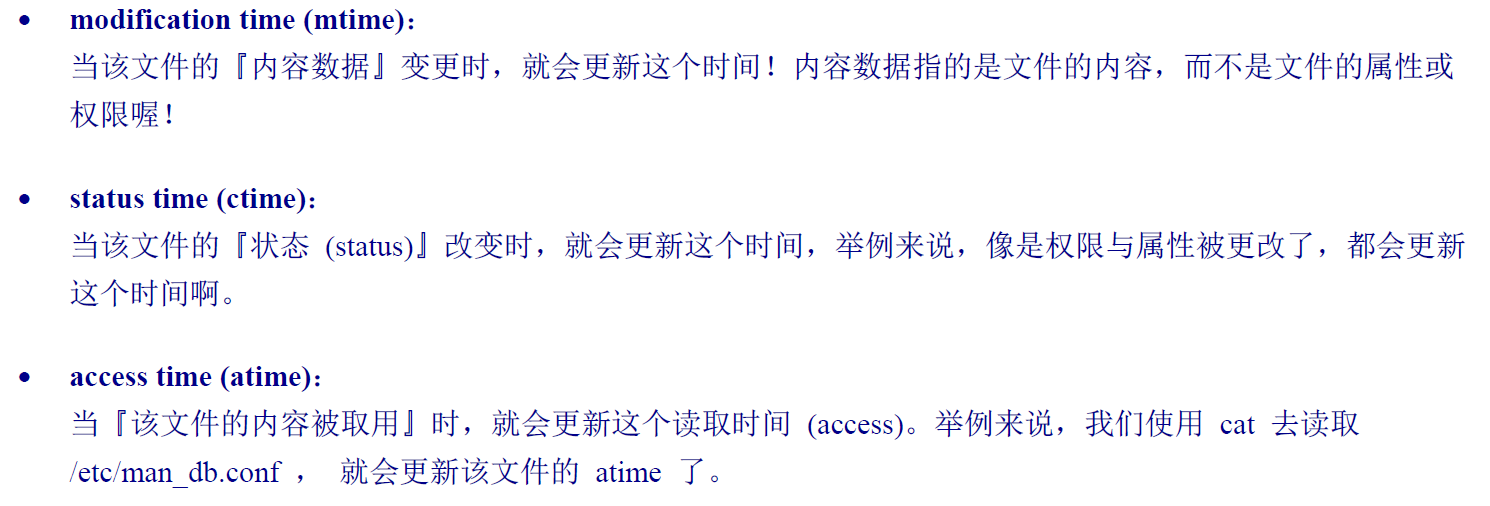 • modification time (mtime)：
当该文件的『内容数据』变更时，就会更新这个时间！内容数据指的是文件的内容，而不是文件的属性或
权限喔！
• status time (ctime)：
当该文件的『状态 (status)』改变时，就会更新这个时间，举例来说，像是权限与属性被更改了，都会更新
这个时间啊。
• access time (atime)：
当『该文件的内容被取用』时，就会更新这个读取时间 (access)。举例来说，我们使用 cat 去读取
/etc/man_db.conf ， 就会更新该文件的 atime 了。